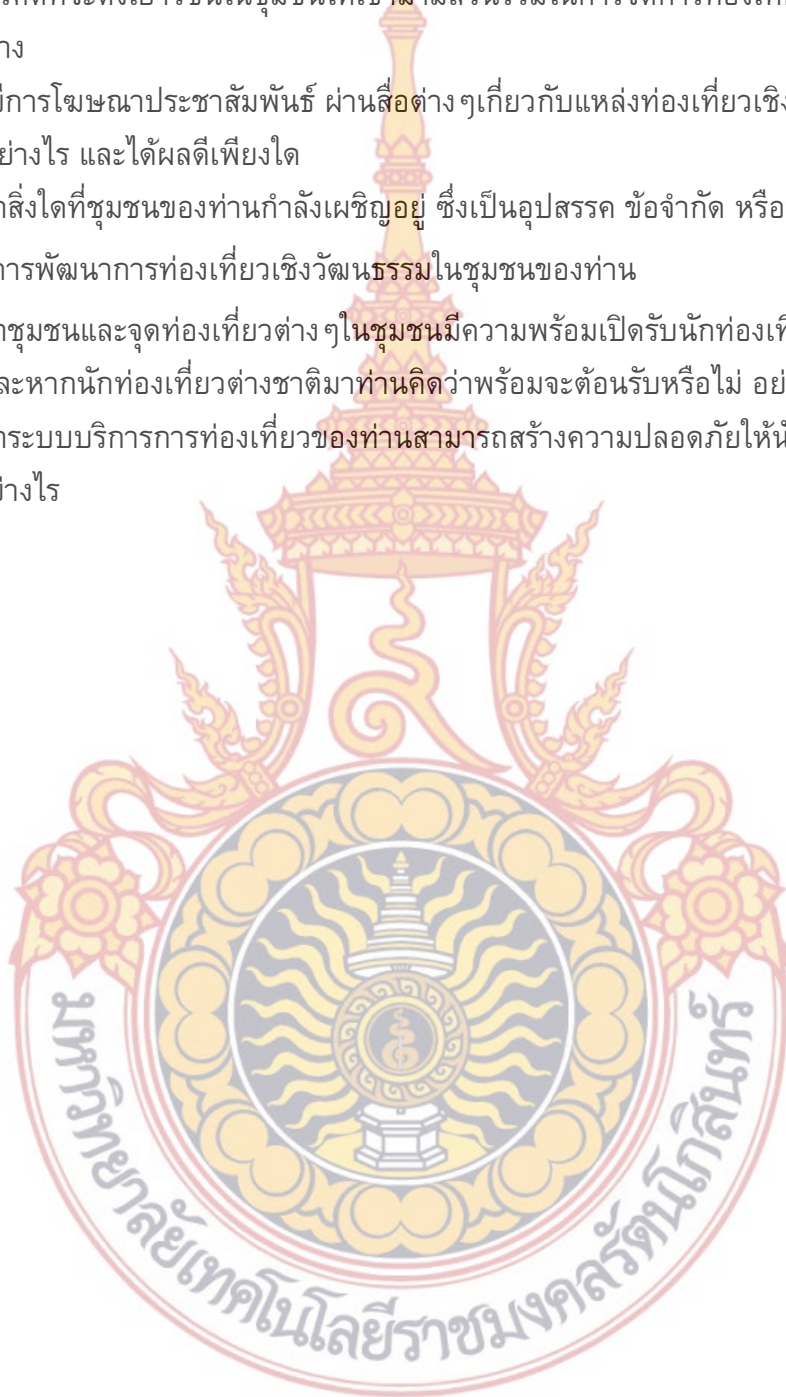 าง
มีการโฆษณาประชาสัมพันธ์ ผ่านสื่อต่างๆเกี่ยวกับแหล่งท่องเที่ยวเชิง
ย่างไร และได้ผลดีเพียงใด
าสิ่งใดที่ชุมชนของท่านกำลังเผชิญอยู่ ซึ่งเป็นอุปสรรค ข้อจำกัด หรือ
การพัฒนาการท่องเที่ยวเชิงวัฒนธรรมในชุมชนของท่าน
าชุมชนและจุดท่องเที่ยวต่างๆในชุมชนมีความพร้อมเปิดรับนักท่องเที่
ละหากนักท่องเที่ยวต่างชาติมาท่านคิดว่าพร้อมจะต้อนรับหรือไม่ อย่
าระบบบริการการท่องเที่ยวของท่านสามารถสร้างความปลอดภัยให้นั
ย่างไร
มหาวิทยาลัยเทคโนโลยีราชมงคลรัตนโกสินทร์